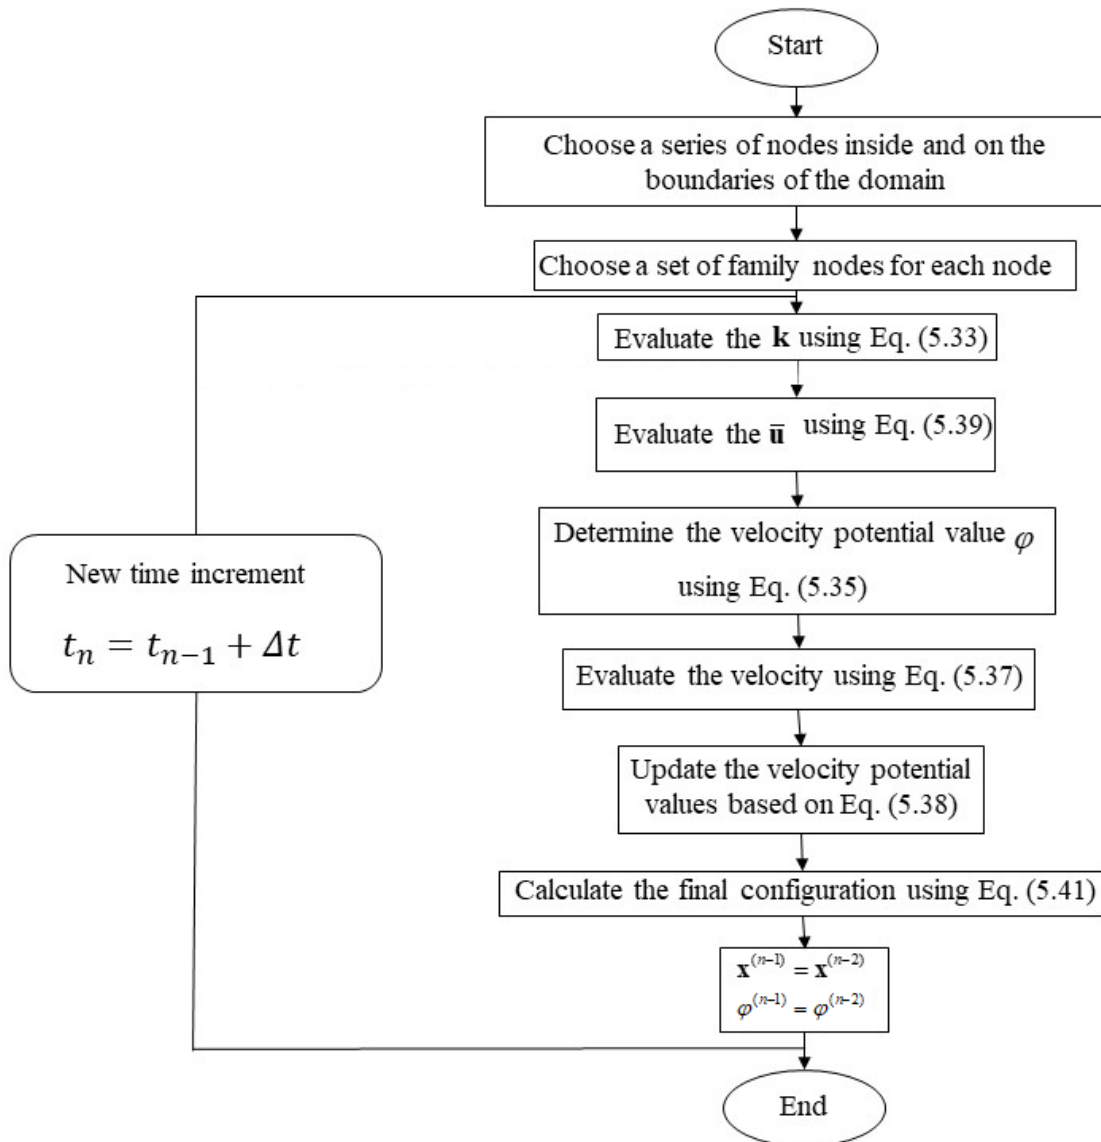 Start
Choose a series of nodes inside and on the
boundaries of the domain
Choose a set of family nodes for each node
Evaluate the k using Eq. (5.33)
Evaluate the ū using Eq. (5.39)
Determine the velocity potential value φ
using Eq. (5.35)
New time increment
tₙ = tₙ₋₁ + Δt
Evaluate the velocity using Eq. (5.37)
Update the velocity potential
values based on Eq. (5.38)
Calculate the final configuration using Eq. (5.41)
x⁽ⁿ⁻¹⁾ = x⁽ⁿ⁻²⁾
φ⁽ⁿ⁻¹⁾ = φ⁽ⁿ⁻²⁾
End